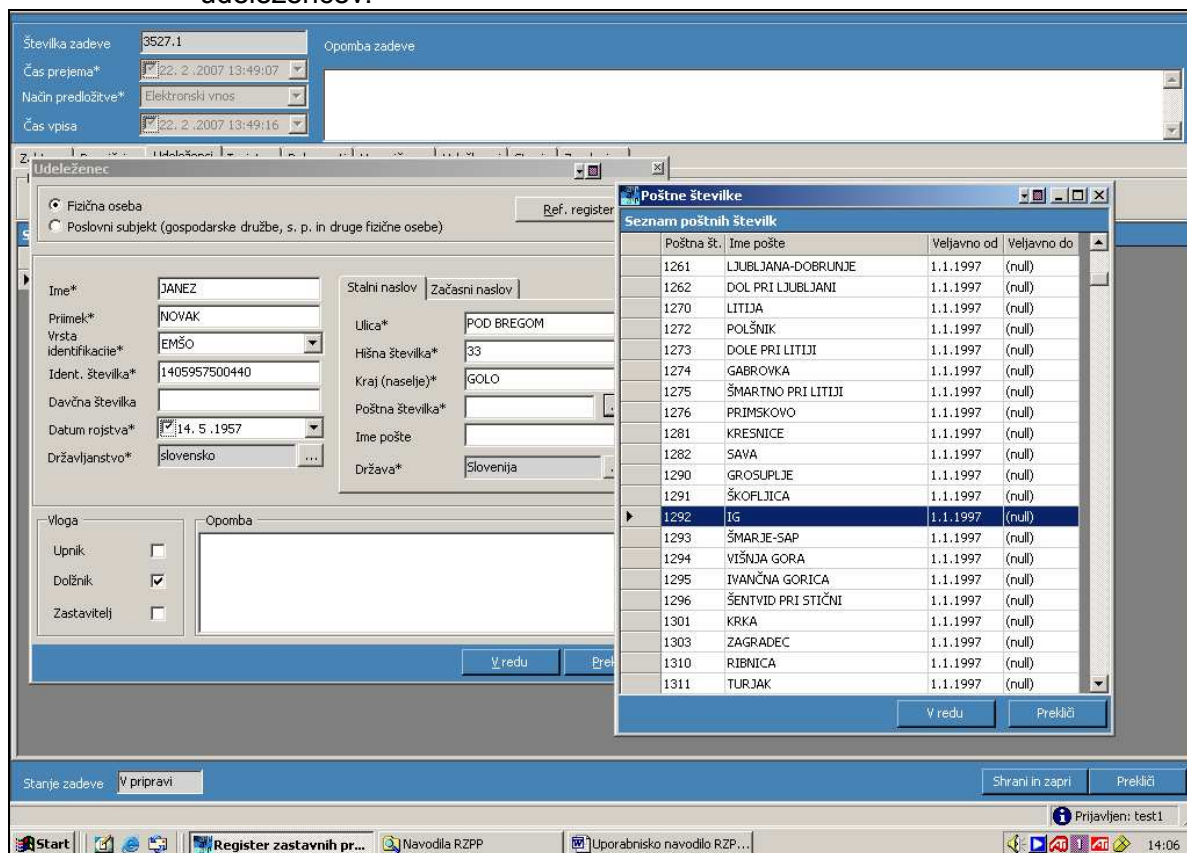 udeležencev.
Številka zadeve 3527.1 Opomba zadeve
Čas prejema* 22. 2 .2007 13:49:07
Način predložitve* Elektronski vnos
Čas vpisa 22. 2 .2007 13:49:16
Udeleženec
Fizična oseba
Ref. register
Poslovni subjekt (gospodarske družbe, s. p. in druge fizične osebe)
Ime* JANEZ
Priimek* NOVAK
Vrsta
identifikacije* EMŠO
Ident. številka* 1405957500440
Davčna številka
Datum rojstva* 14. 5 .1957
Državljanstvo* slovensko ...
Stalni naslov Začasni naslov
Ulica* POD BREGOM
Hišna številka* 33
Kraj (naselje)* GOLO
Poštna številka*
Ime pošte
Država* Slovenija
Vloga
Upnik
Dolžnik
Zastavitelj
Opomba
V redu
Poštne številke
Seznam poštnih številk
Poštna št. Ime pošte Veljavno od Veljavno do
1261 LJUBLJANA-DOBRUNJE 1.1.1997 (null)
1262 DOL PRI LJUBLJANI 1.1.1997 (null)
1270 LITIJA 1.1.1997 (null)
1272 POLŠNIK 1.1.1997 (null)
1273 DOLE PRI LITIJI 1.1.1997 (null)
1274 GABROVKA 1.1.1997 (null)
1275 ŠMARTNO PRI LITIJI 1.1.1997 (null)
1276 PRIMSKOVO 1.1.1997 (null)
1281 KRESNICE 1.1.1997 (null)
1282 SAVA 1.1.1997 (null)
1290 GROSUPLJE 1.1.1997 (null)
1291 ŠKOFLJICA 1.1.1997 (null)
1292 IG 1.1.1997 (null)
1293 ŠMARJE-SAP 1.1.1997 (null)
1294 VIŠNJA GORA 1.1.1997 (null)
1295 IVANČNA GORICA 1.1.1997 (null)
1296 ŠENTVID PRI STIČNI 1.1.1997 (null)
1301 KRKA 1.1.1997 (null)
1303 ZAGRADEC 1.1.1997 (null)
1310 RIBNICA 1.1.1997 (null)
1311 TURJAK 1.1.1997 (null)
V redu Prekliči
Stanje zadeve V pripravi Shrani in zapri Prekliči
Prijavljen: test1
Start Register zastavnih pr... Navodila RZPP Uporabniško navodilo RZP... 14:06